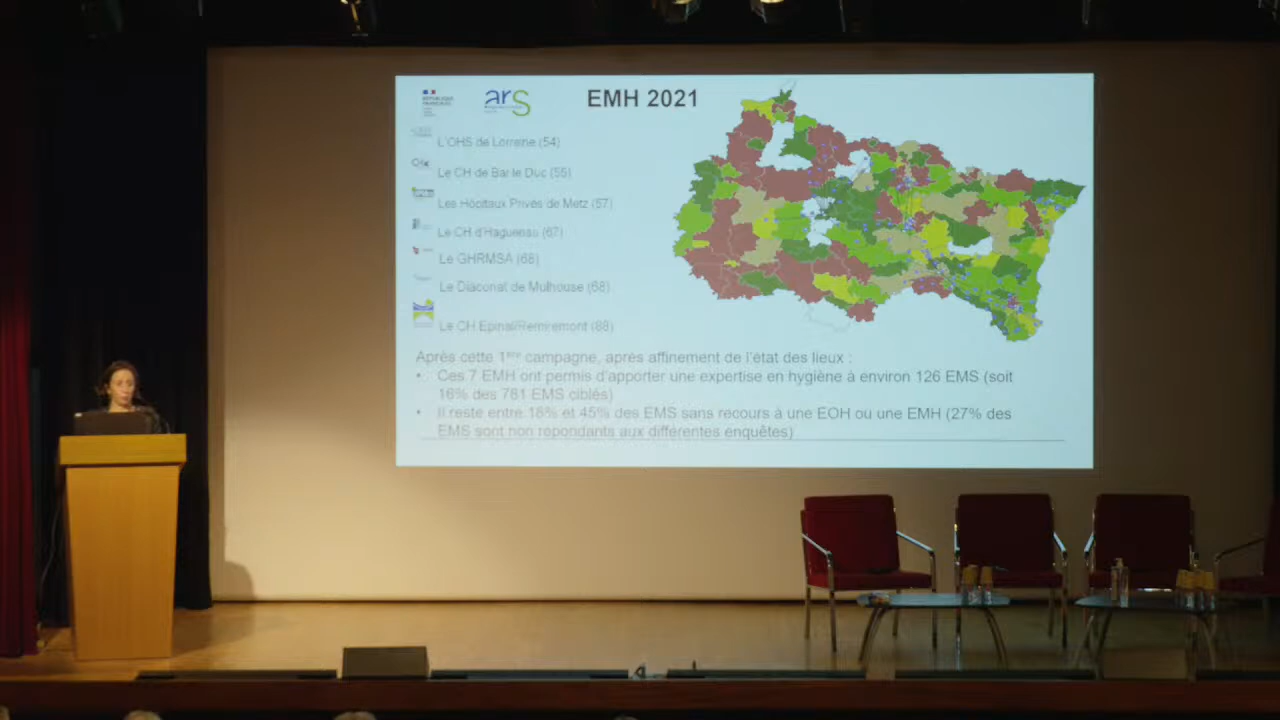 RÉPUBLIQUE
FRANÇAISE
ars
EMH 2021
L'OHS de Lorraine (54)
Le CH de Bar le Duc (55)
Les Hôpitaux Privés de Metz (57)
Le CH d'Haguenau (67)
Le GHRMSA (68)
Le Diaconat de Mulhouse (68)
Le CH Epinal/Remiremont (88)
Après cette 1ère campagne, après affinement de l'état des lieux :
• Ces 7 EMH ont permis d'apporter une expertise en hygiène à environ 126 EMS (soit
16% des 781 EMS ciblés)
• Il reste entre 18% et 45% des EMS sans recours à une EOH ou une EMH (27% des
EMS sont non répondants aux différentes enquêtes)